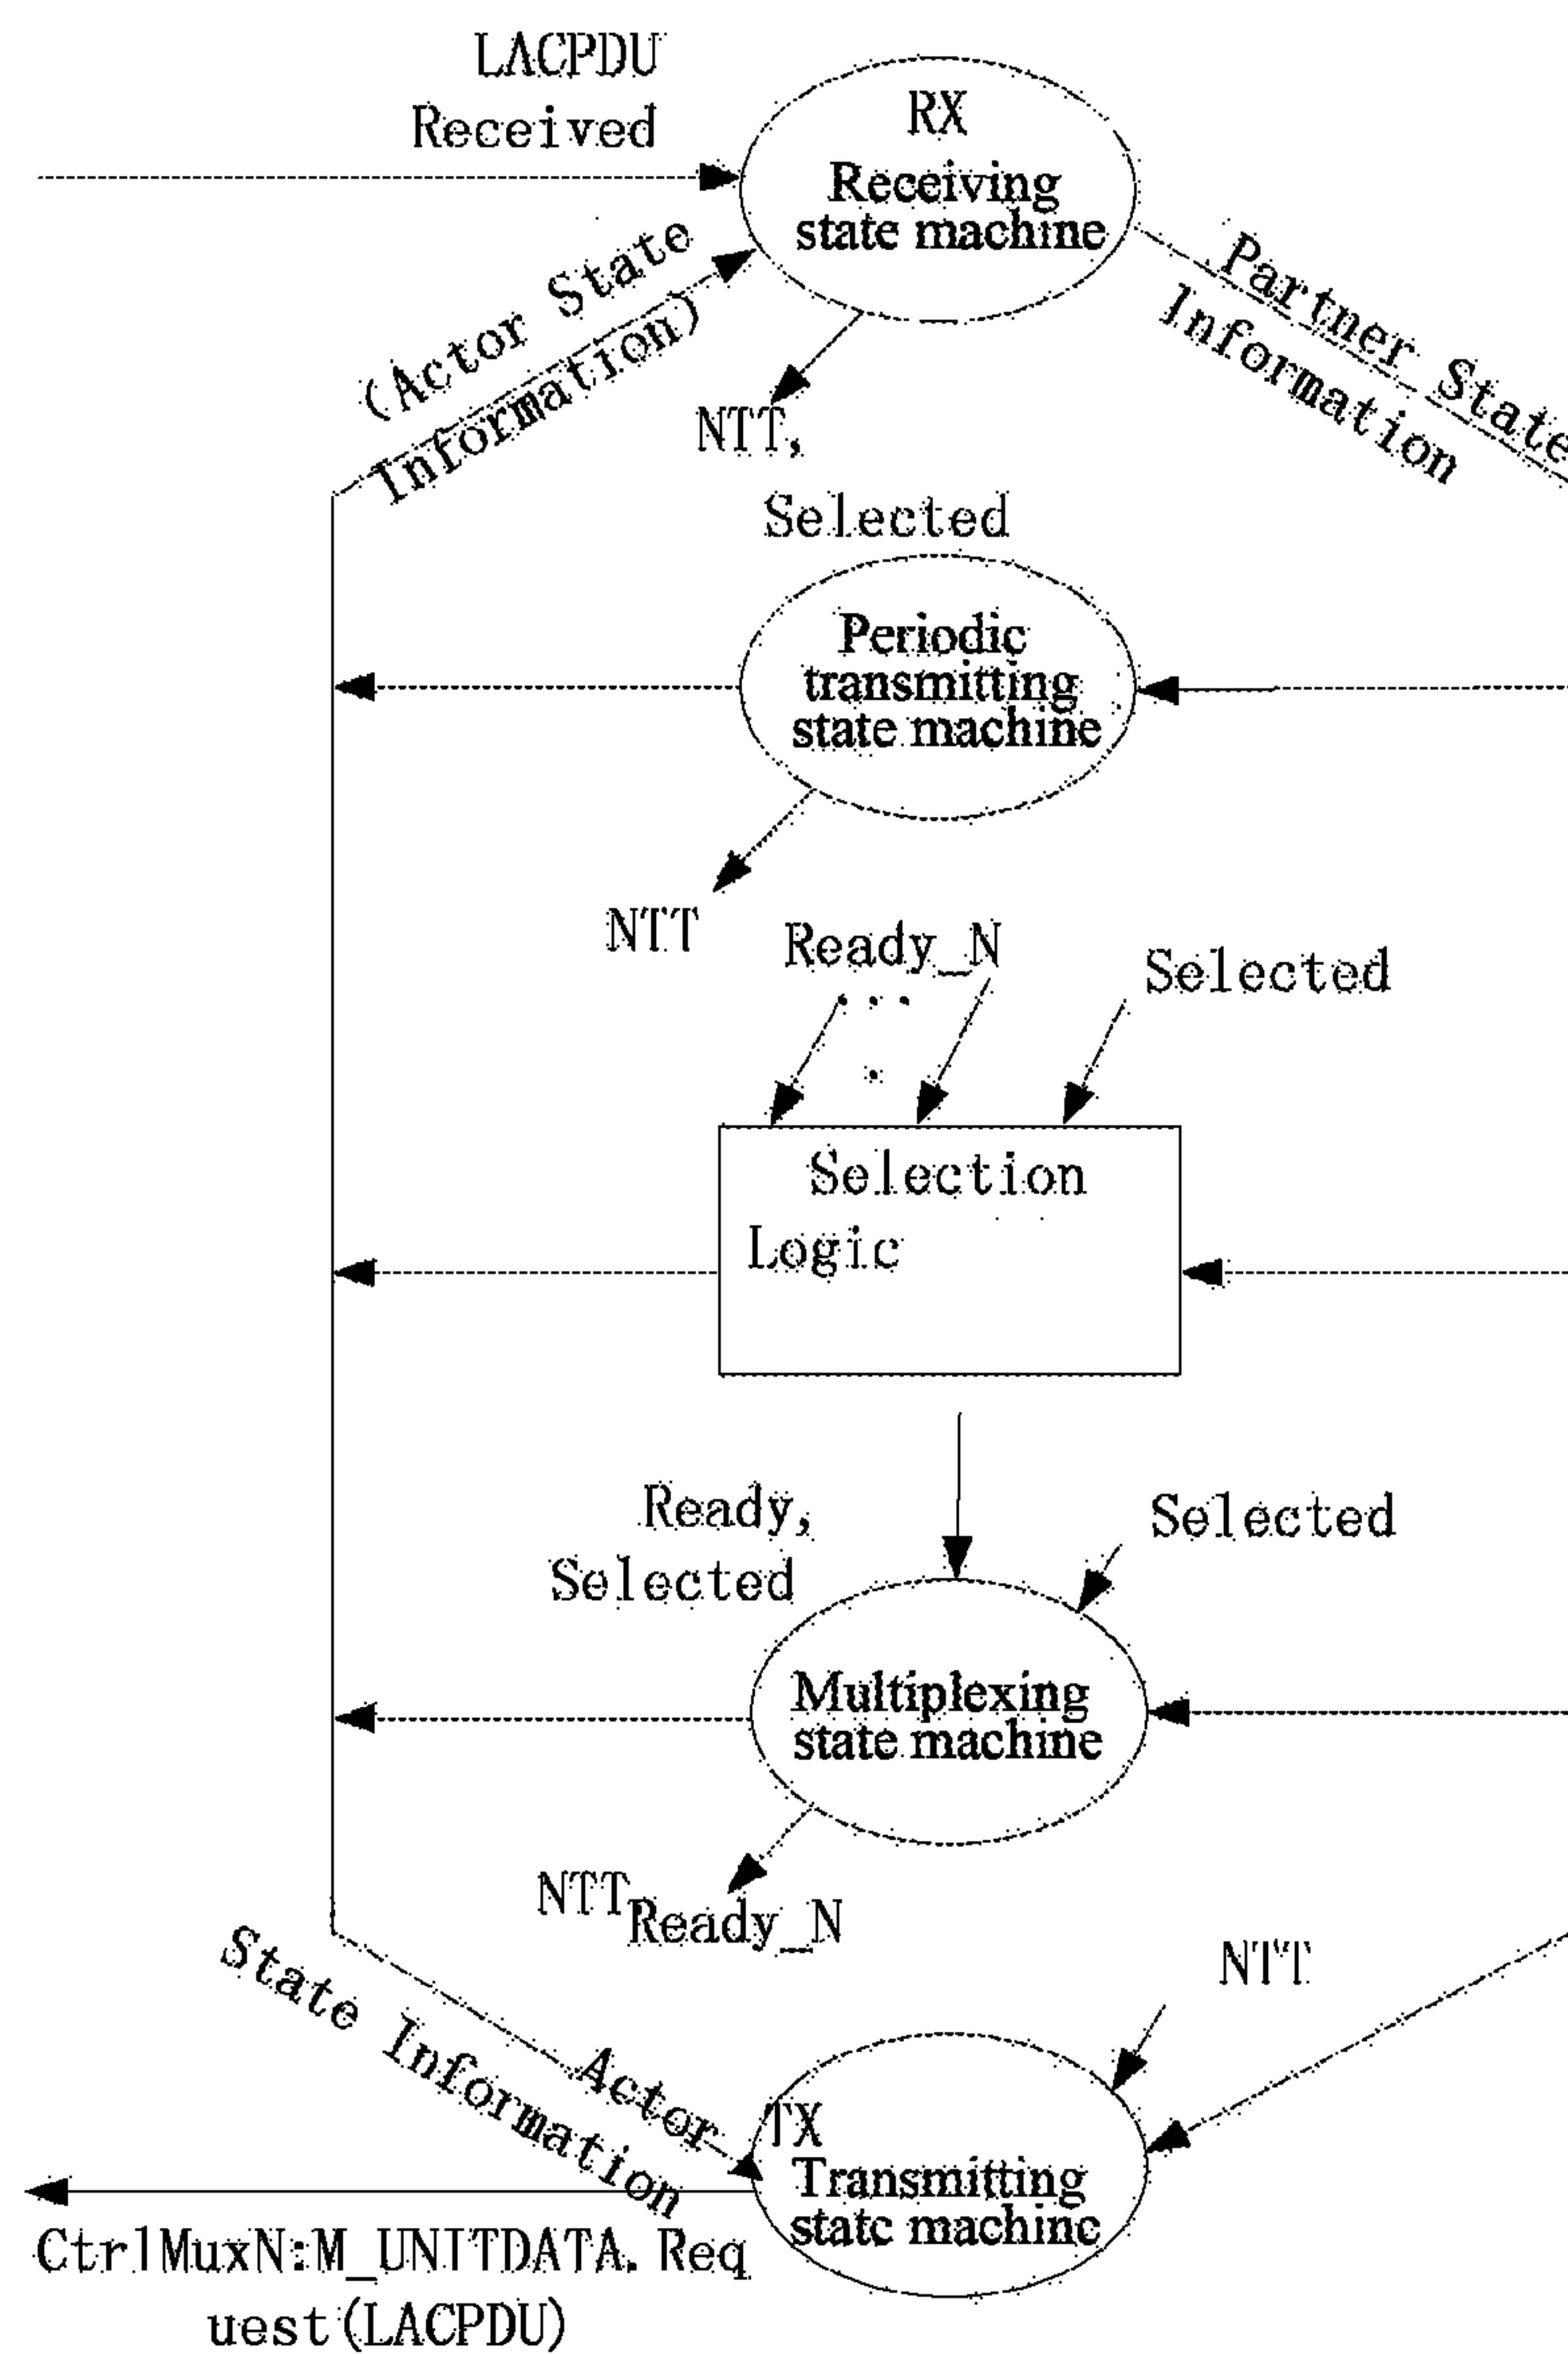 LACPDU
Received
RX
Receiving
state machine
(Actor State
Information)
Partner State
Information
NTT,
Selected
Periodic
transmitting
state machine
NTT
Ready_N
Selected
Selection
Logic
Ready,
Selected
Selected
Multiplexing
state machine
NTT,
Ready_N
NTT
Actor
State Information
TX
Transmitting
state machine
CtrlMuxN:M_UNITDATA.Req
uest(LACPDU)